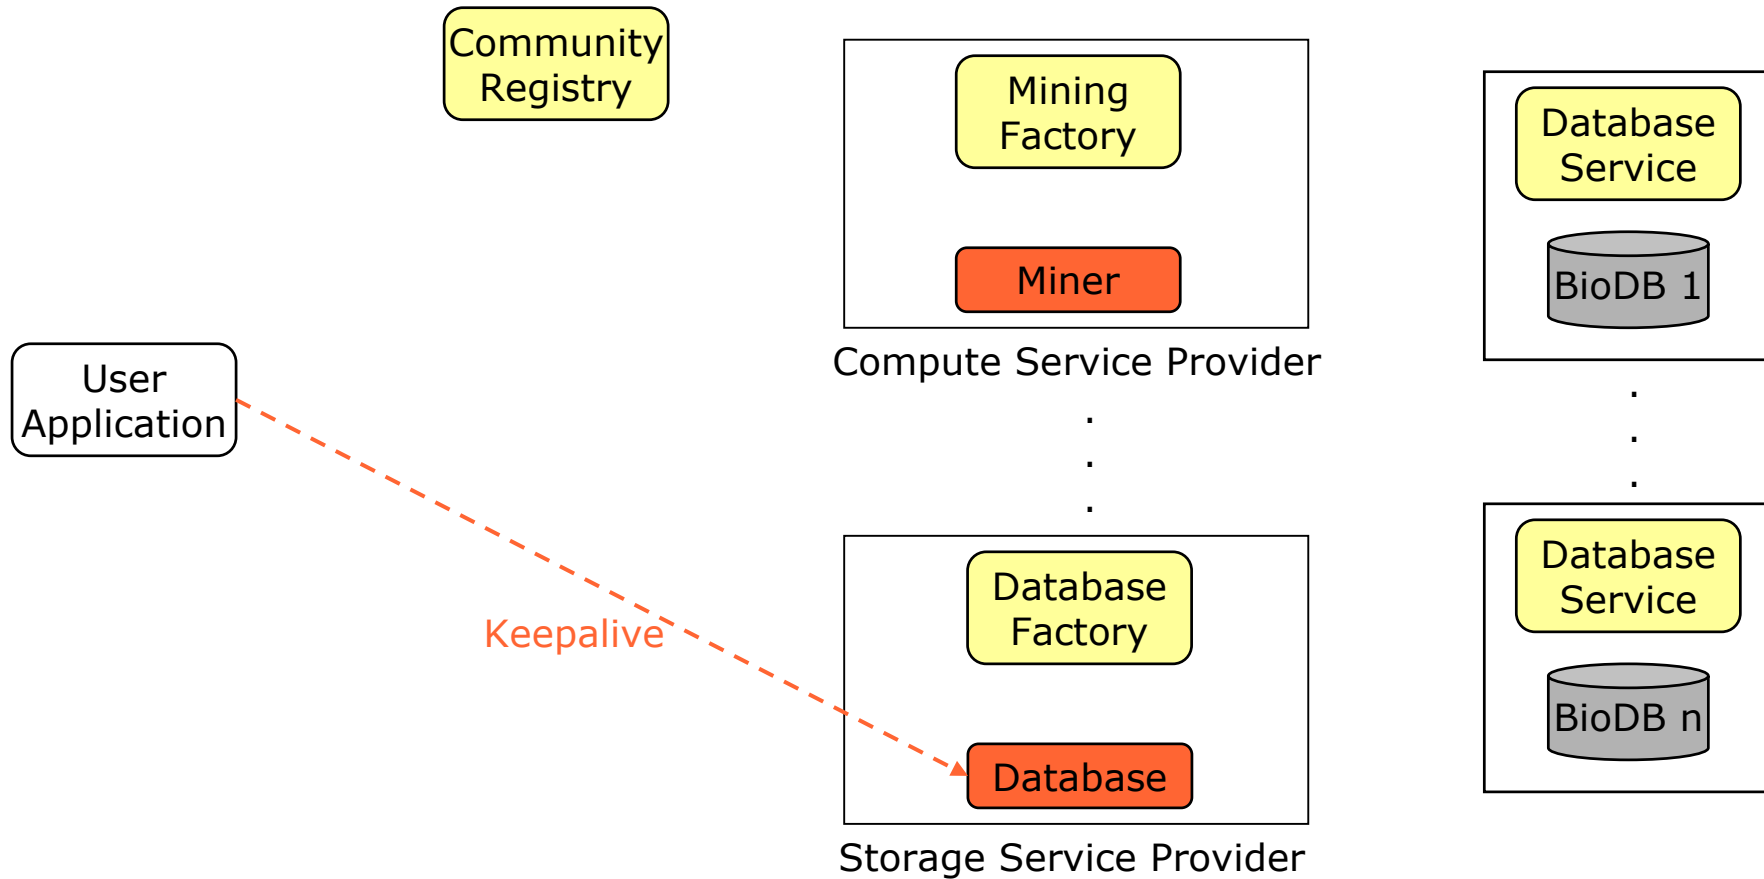 Community
Registry
Mining
Factory
Miner
Compute Service Provider
.
.
.
Database
Service
BioDB 1
.
.
.
User
Application
Keepalive
Database
Factory
Database
Storage Service Provider
Database
Service
BioDB n